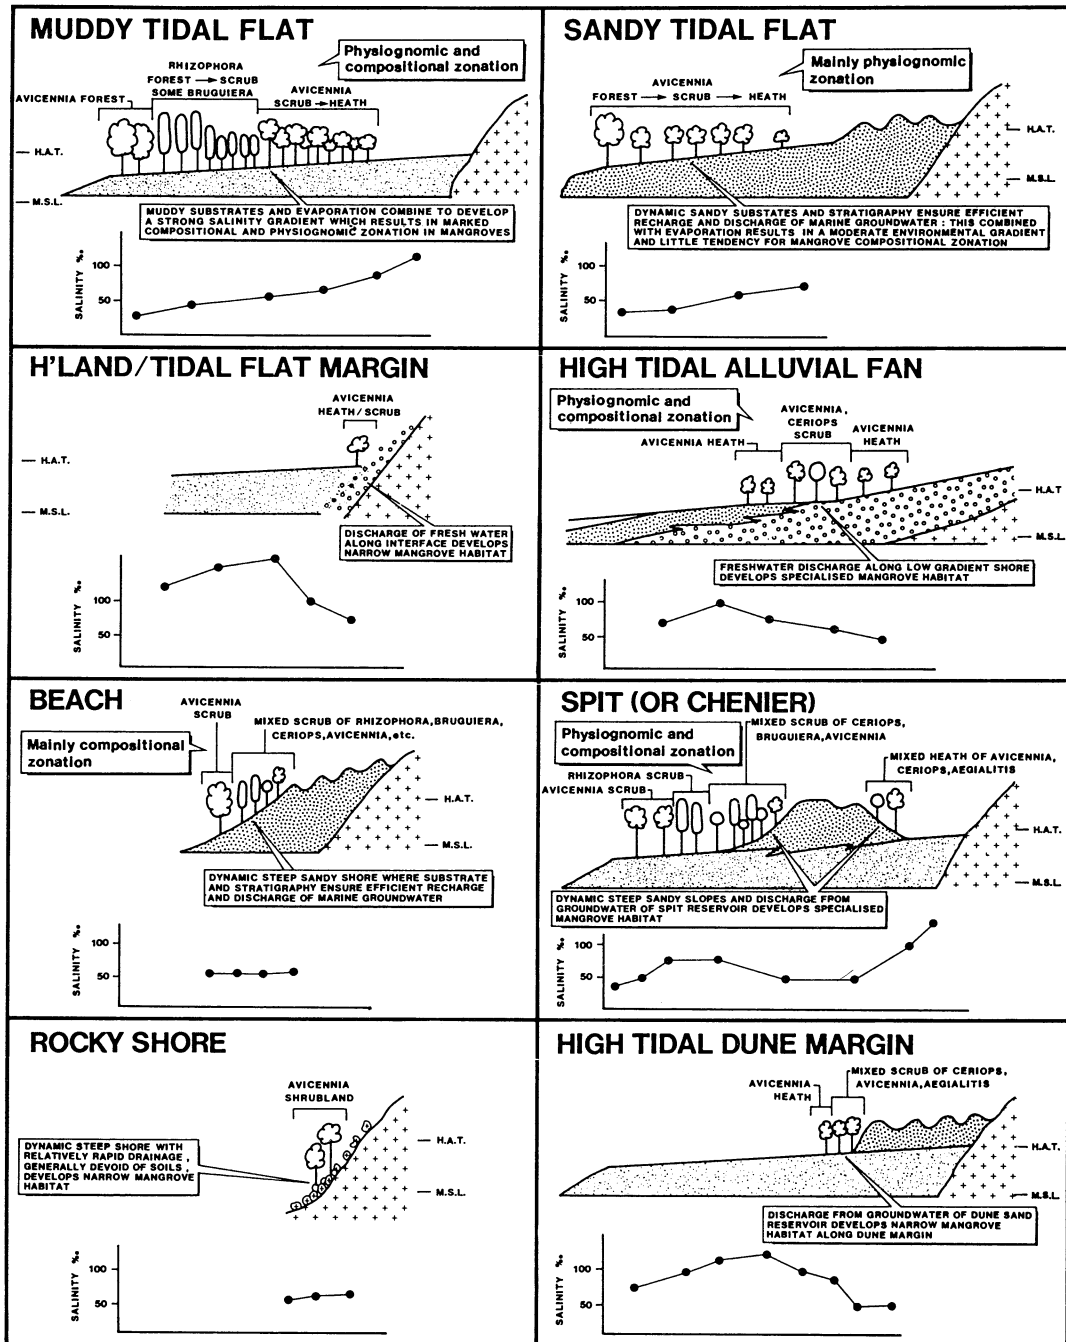 MUDDY TIDAL FLAT
Physiognomic and
compositional zonation
RHIZOPHORA
FOREST → SCRUB
SOME BRUGUIERA
AVICENNIA FOREST
AVICENNIA
SCRUB → HEATH
H.A.T.
M.S.L.
MUDDY SUBSTRATES AND EVAPORATION COMBINE TO DEVELOP
A STRONG SALINITY GRADIENT WHICH RESULTS IN MARKED
COMPOSITIONAL AND PHYSIOGNOMIC ZONATION IN MANGROVES
SALINITY ‰
100
50
SANDY TIDAL FLAT
Mainly physiognomic
zonation
AVICENNIA
FOREST → SCRUB → HEATH
H.A.T.
M.S.L.
DYNAMIC SANDY SUBSTATES AND STRATIGRAPHY ENSURE EFFICIENT
RECHARGE AND DISCHARGE OF MARINE GROUNDWATER : THIS COMBINED
WITH EVAPORATION RESULTS IN A MODERATE ENVIRONMENTAL GRADIENT
AND LITTLE TENDENCY FOR MANGROVE COMPOSITIONAL ZONATION
SALINITY ‰
100
50
H'LAND/TIDAL FLAT MARGIN
AVICENNIA
HEATH/SCRUB
H.A.T.
M.S.L.
DISCHARGE OF FRESH WATER
ALONG INTERFACE DEVELOPS
NARROW MANGROVE HABITAT
SALINITY ‰
100
50
HIGH TIDAL ALLUVIAL FAN
Physiognomic and
compositional zonation
AVICENNIA,
CERIOPS
SCRUB
AVICENNIA HEATH
AVICENNIA
HEATH
H.A.T
M.S.L.
FRESHWATER DISCHARGE ALONG LOW GRADIENT SHORE
DEVELOPS SPECIALISED MANGROVE HABITAT
SALINITY ‰
100
50
BEACH
AVICENNIA
SCRUB
MIXED SCRUB OF RHIZOPHORA,BRUGUIERA,
CERIOPS,AVICENNIA,etc.
Mainly compositional
zonation
H.A.T.
M.S.L.
DYNAMIC STEEP SANDY SHORE WHERE SUBSTRATE
AND STRATIGRAPHY ENSURE EFFICIENT RECHARGE
AND DISCHARGE OF MARINE GROUNDWATER
SALINITY ‰
100
50
SPIT (OR CHENIER)
Physiognomic and
compositional zonation
MIXED SCRUB OF CERIOPS,
BRUGUIERA,AVICENNIA
MIXED HEATH OF AVICENNIA,
CERIOPS,AEGIALITIS
RHIZOPHORA SCRUB
AVICENNIA SCRUB
H.A.T.
M.S.L.
DYNAMIC STEEP SANDY SLOPES AND DISCHARGE FROM
GROUNDWATER OF SPIT RESERVOIR DEVELOPS SPECIALISED
MANGROVE HABITAT
SALINITY ‰
100
50
ROCKY SHORE
AVICENNIA
SHRUBLAND
DYNAMIC STEEP SHORE WITH
RELATIVELY RAPID DRAINAGE ,
GENERALLY DEVOID OF SOILS ,
DEVELOPS NARROW MANGROVE
HABITAT
H.A.T.
M.S.L.
SALINITY ‰
100
50
HIGH TIDAL DUNE MARGIN
AVICENNIA
HEATH
MIXED SCRUB OF CERIOPS,
AVICENNIA,AEGIALITIS
H.A.T.
M.S.L.
DISCHARGE FROM GROUNDWATER OF DUNE SAND
RESERVOIR DEVELOPS NARROW MANGROVE
HABITAT ALONG DUNE MARGIN
SALINITY ‰
100
50